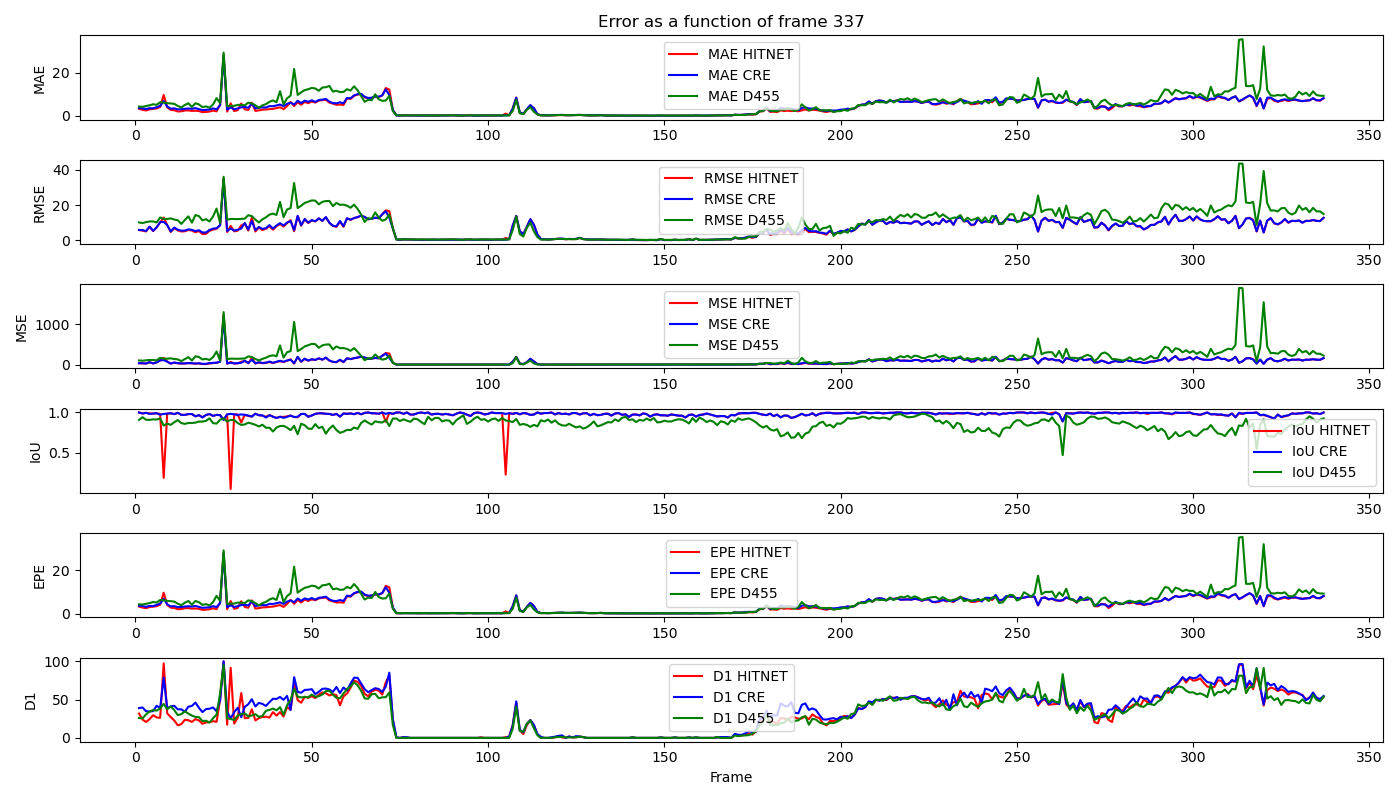 Error as a function of frame 337
MAE
20
0
MAE HITNET
MAE CRE
MAE D455
0 50 100 150 200 250 300 350
RMSE
40
20
0
RMSE HITNET
RMSE CRE
RMSE D455
0 50 100 150 200 250 300 350
MSE
1000
0
MSE HITNET
MSE CRE
MSE D455
0 50 100 150 200 250 300 350
IoU
1.0
0.5
IoU HITNET
IoU CRE
IoU D455
0 50 100 150 200 250 300 350
EPE
20
0
EPE HITNET
EPE CRE
EPE D455
0 50 100 150 200 250 300 350
D1
100
50
0
D1 HITNET
D1 CRE
D1 D455
0 50 100 150 200 250 300 350
Frame